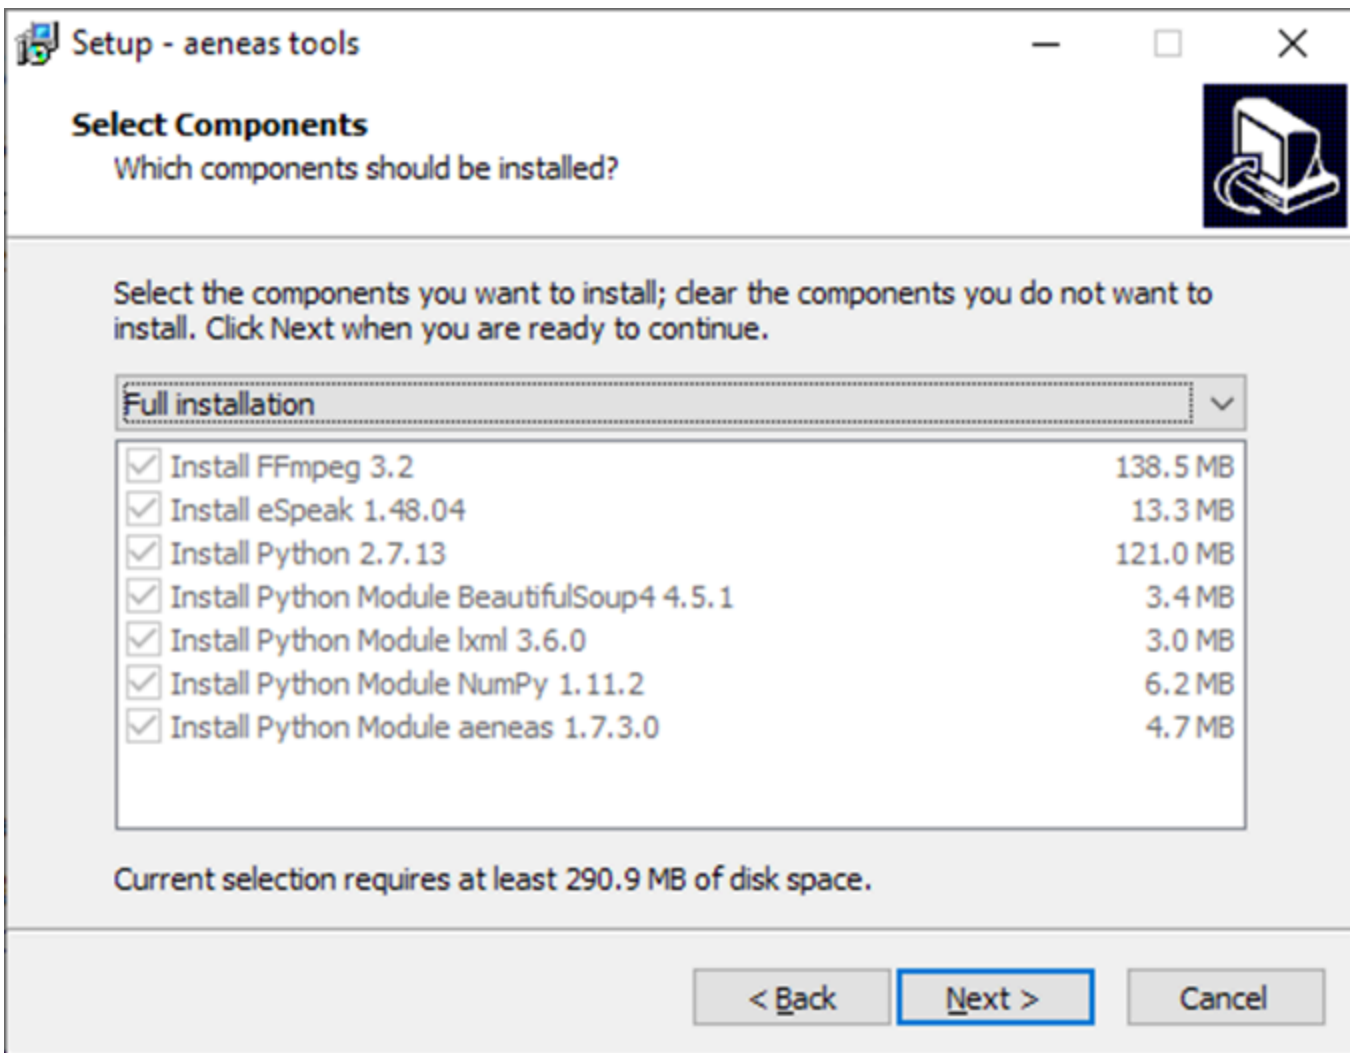 Setup - aeneas tools
Select Components
Which components should be installed?
Select the components you want to install; clear the components you do not want to
install. Click Next when you are ready to continue.
Full installation
Install FFmpeg 3.2 138.5 MB
Install eSpeak 1.48.04 13.3 MB
Install Python 2.7.13 121.0 MB
Install Python Module BeautifulSoup4 4.5.1 3.4 MB
Install Python Module lxml 3.6.0 3.0 MB
Install Python Module NumPy 1.11.2 6.2 MB
Install Python Module aeneas 1.7.3.0 4.7 MB
Current selection requires at least 290.9 MB of disk space.
< Back Next > Cancel